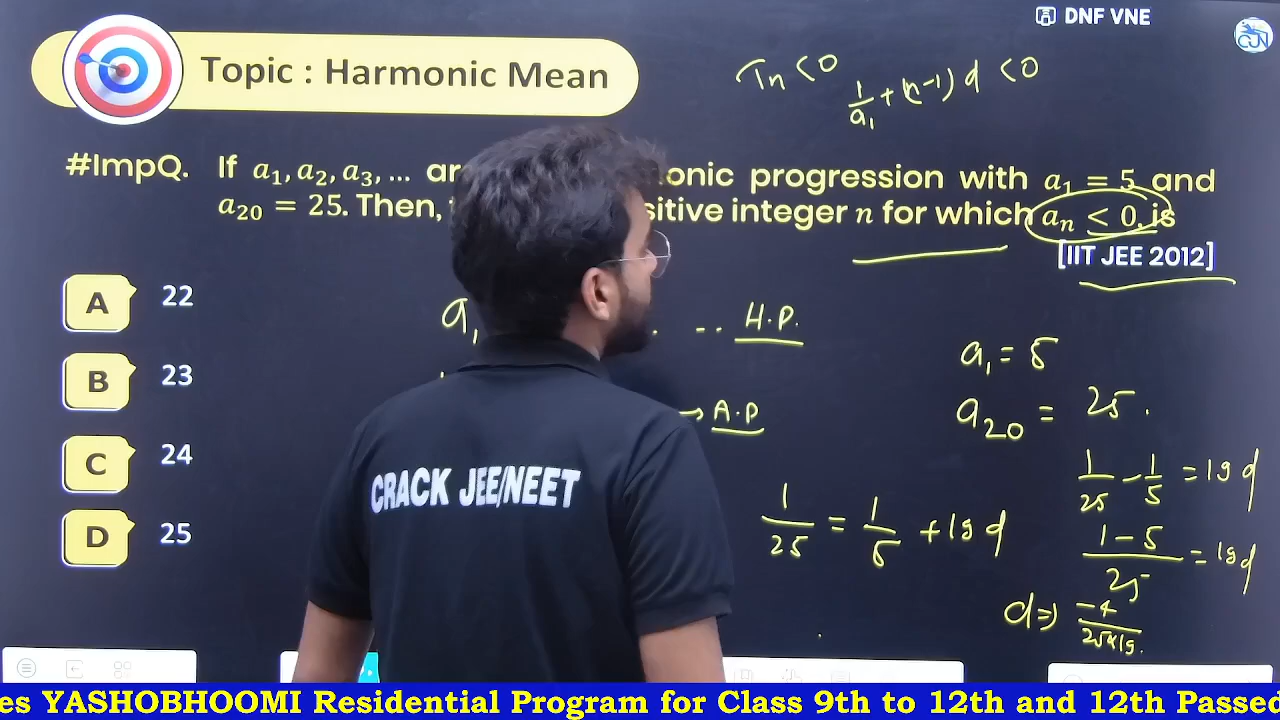 DNF VNE
GJN
Topic : Harmonic Mean
Tn < 0
1/a₁ + (n-1) d < 0
#ImpQ. If a₁, a₂, a₃, ... ar onic progression with a₁ = 5 and
a₂₀ = 25. Then, sitive integer n for which aₙ < 0, is
[IIT JEE 2012]
A 22
B 23
C 24
D 25
a₁ . .. H.P.
→ A.P
a₁ = 5
a₂₀ = 25.
1/25 = 1/5 + 19 d
1/25 - 1/5 = 19 d
(1-5)/25 = 19 d
d ⇒ -4/(25×19).
CRACK JEE/NEET
es YASHOBHOOMI Residential Program for Class 9th to 12th and 12th Passed